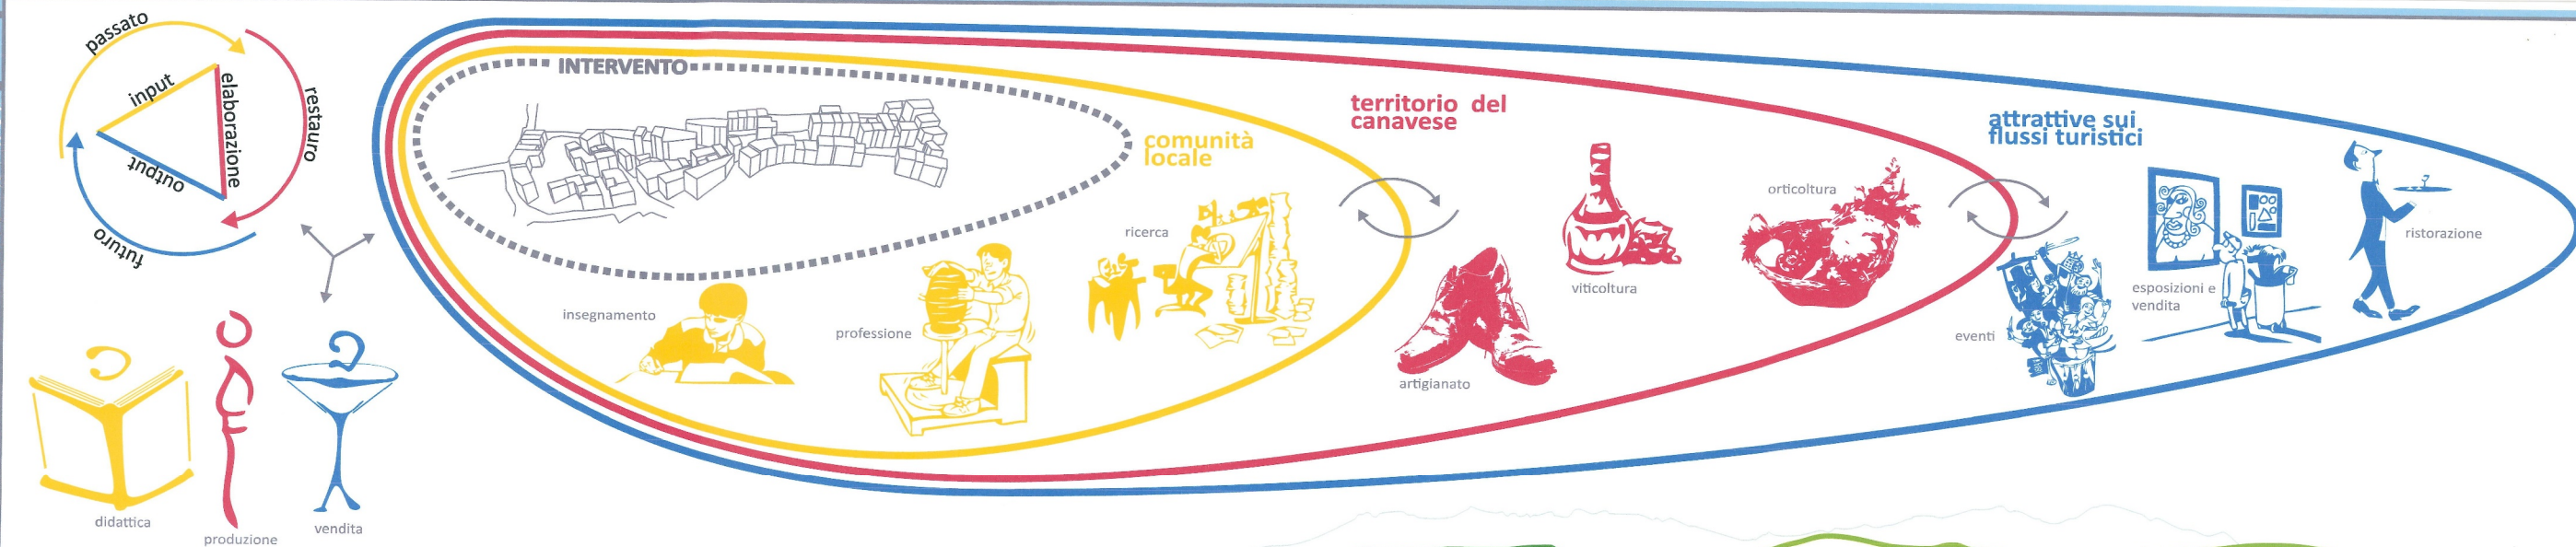 passato
input
elaborazione
restauro
output
futuro
didattica
produzione
vendita
INTERVENTO
comunità
locale
insegnamento
professione
ricerca
territorio del
canavese
artigianato
viticoltura
orticoltura
attrattive sui
flussi turistici
eventi
esposizioni e
vendita
ristorazione